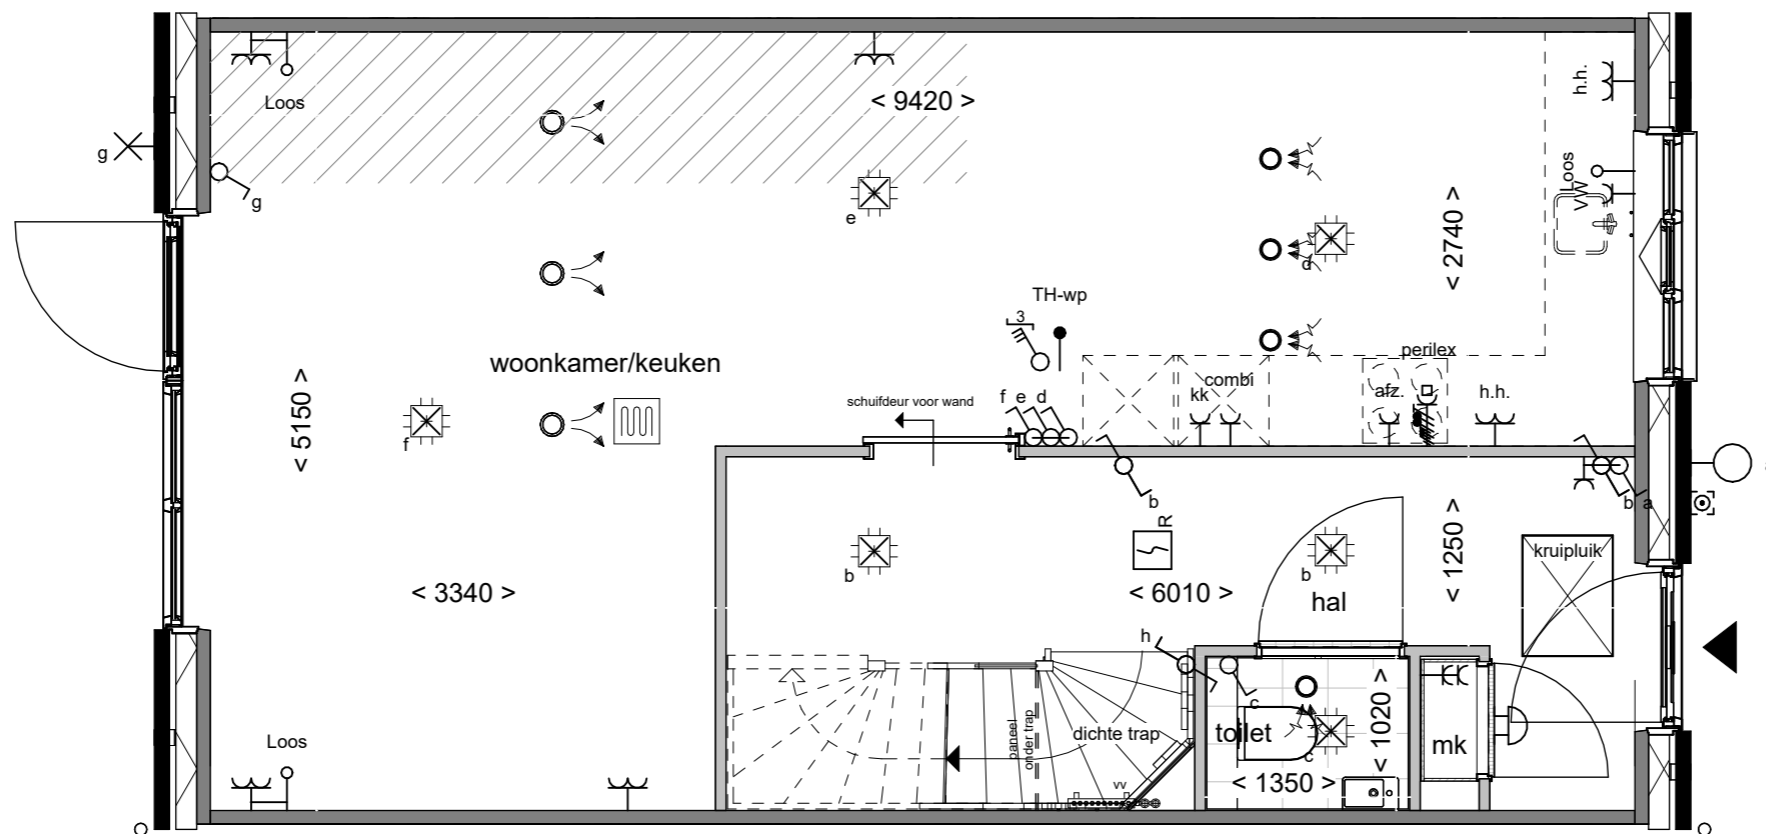 Loos
< 9420 >
h.h.
g
g
e
Loos
VW
< 2740 >
d
TH-wp
3
woonkamer/keuken
perilex
combi
kk
afz.
h.h.
< 5150 >
schuifdeur voor wand
f e d
f
b
b a
R
kruipluik
b
b
< 1250 >
< 3340 >
< 6010 >
hal
h
c
< 1020 >
paneel
onder trap
dichte trap
toilet
mk
c
Loos
vv
< 1350 >